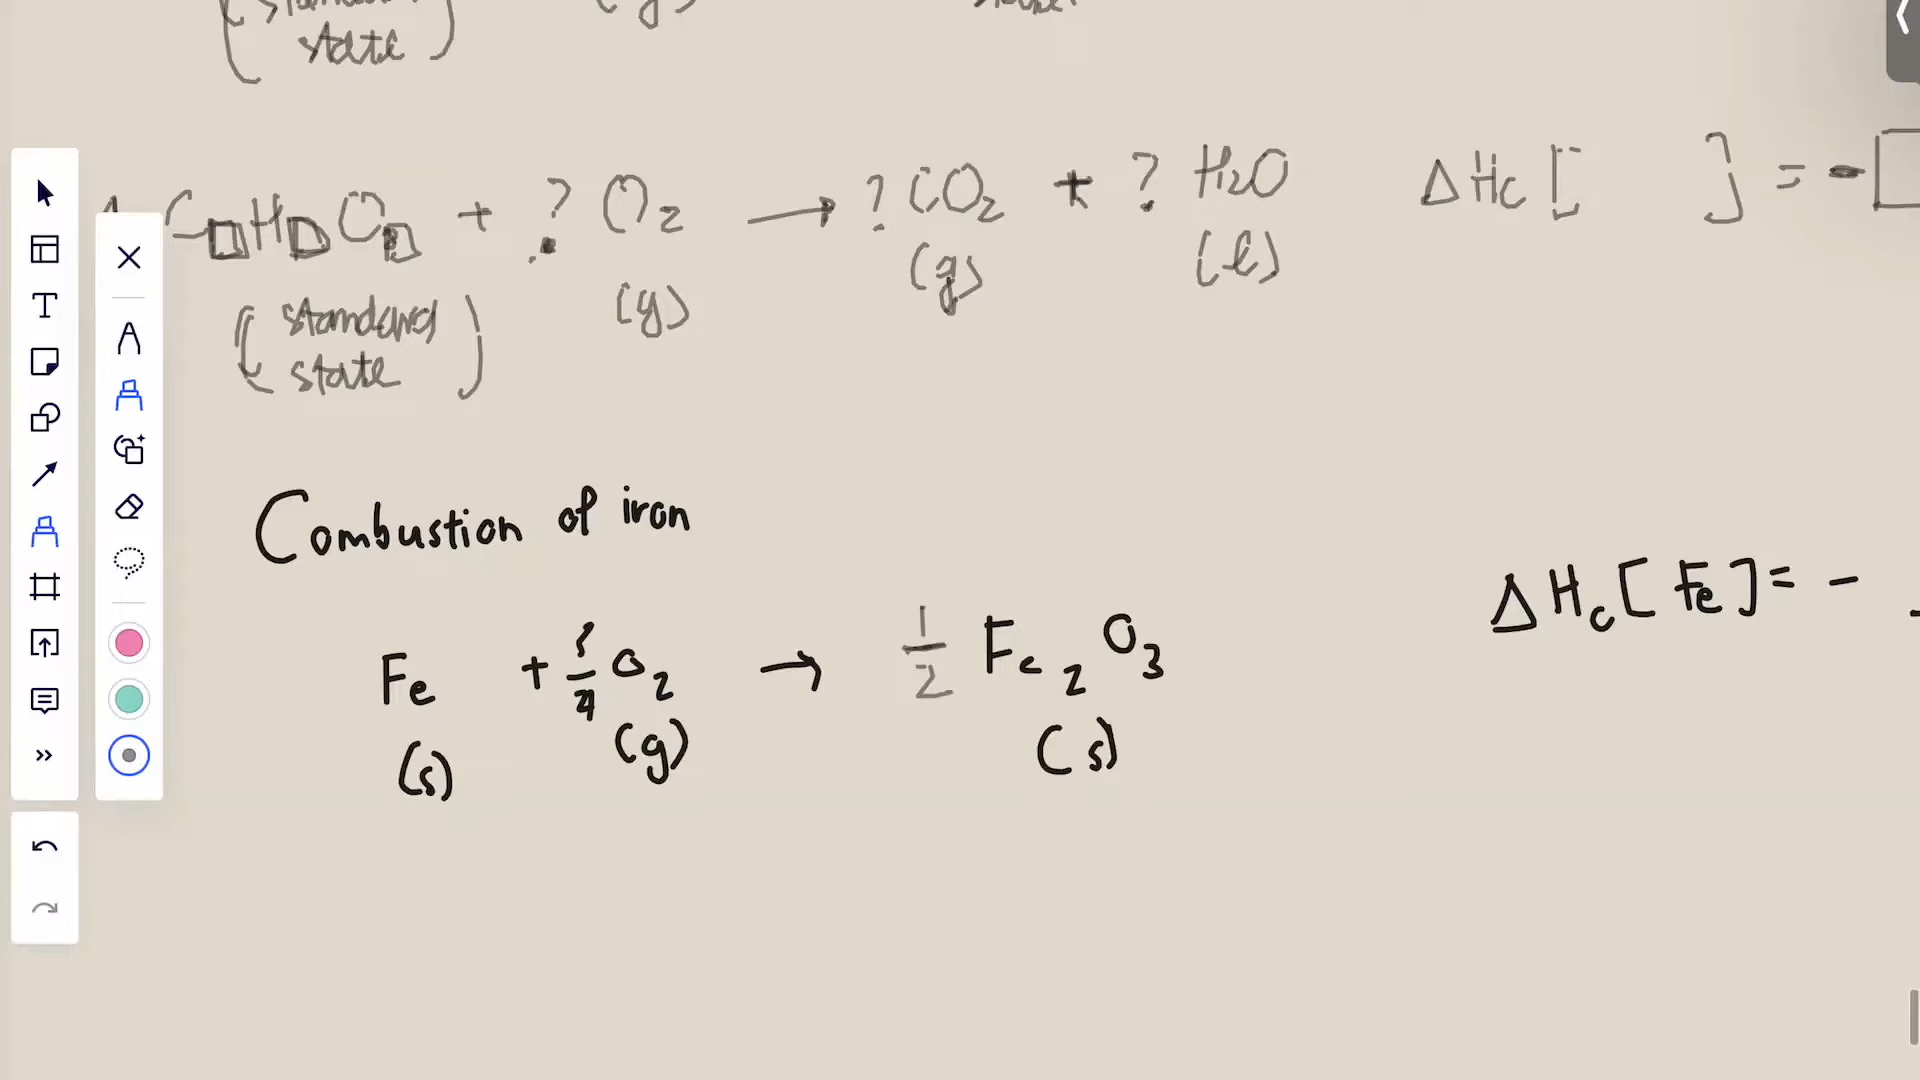 state
C□H□O□ + ? O₂ → ? CO₂ + ? H₂O ΔHc [ ] = -
(standard state) (g) (g) (l)
Combustion of iron
Fe + 3/4 O₂ → 1/2 Fe₂O₃ ΔHc [Fe] = -
(s) (g) (s)
T